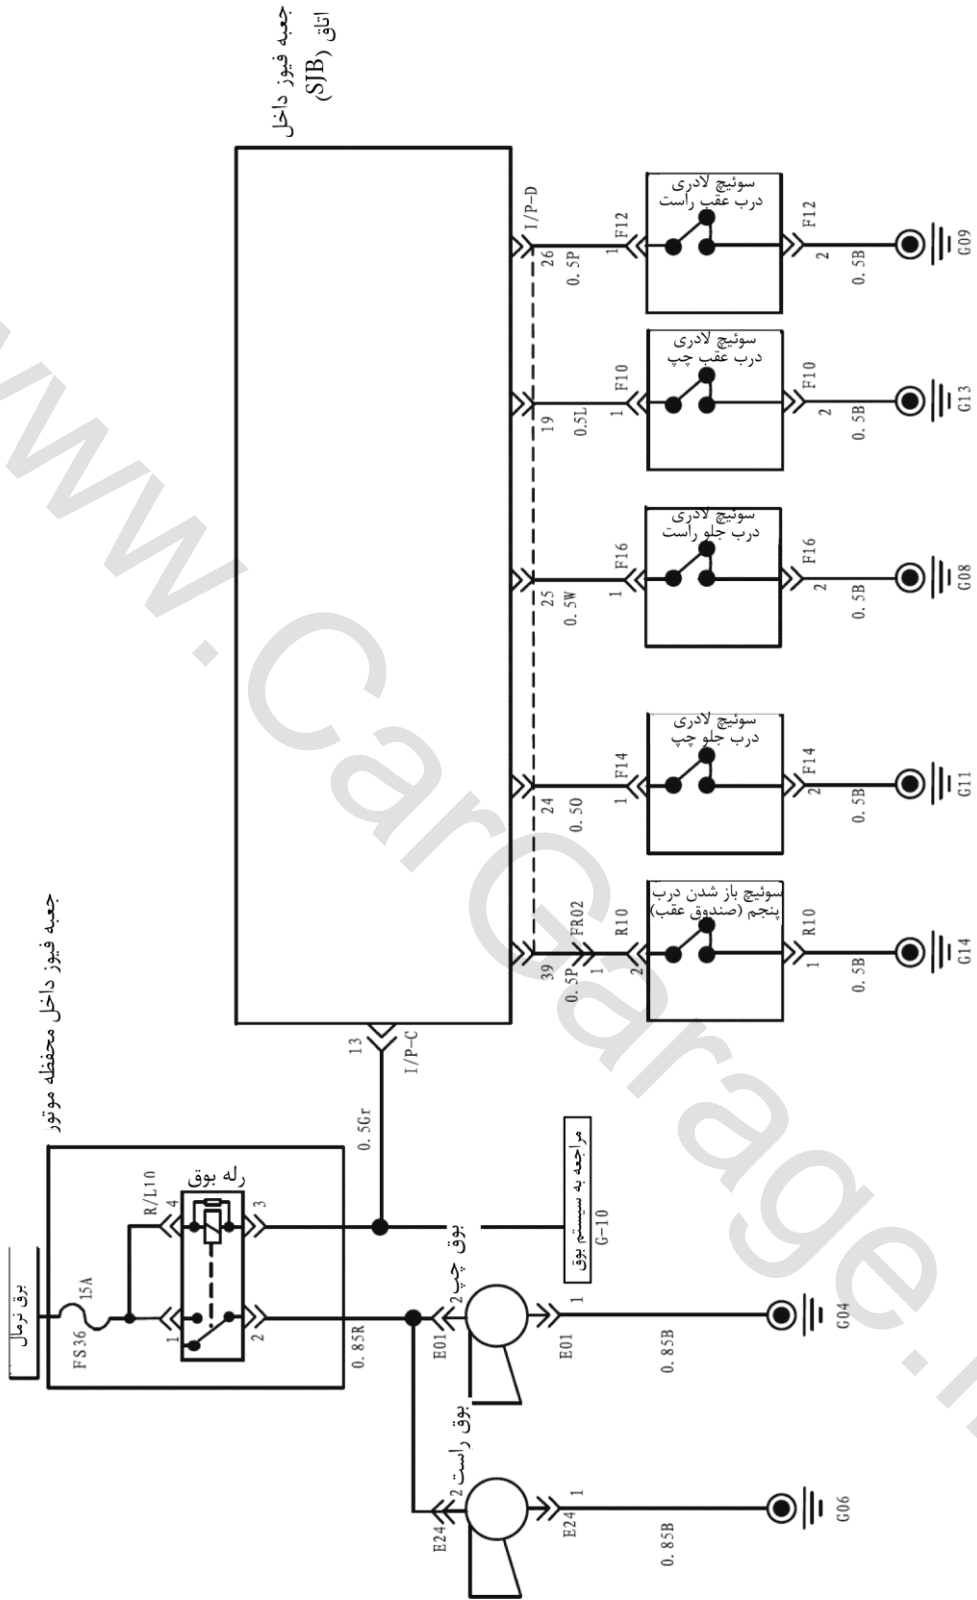 جعبه فیوز داخل
اتاق (SJB)
I/P-D
26
0.5P
1
F12
سوئیچ لادری
درب عقب راست
F12
2
0.5B
G09
19
0.5L
1
F10
سوئیچ لادری
درب عقب چپ
F10
2
0.5B
G13
25
0.5W
1
F16
سوئیچ لادری
درب جلو راست
F16
2
0.5B
G08
24
0.5O
1
F14
سوئیچ لادری
درب جلو چپ
F14
2
0.5B
G11
39
0.5P
FR02
1
R10
2
سوئیچ باز شدن درب
پنجم (صندوق عقب)
R10
1
0.5B
G14
13
I/P-C
0.5Gr
جعبه فیوز داخل محفظه موتور
برق نرمال
FS36
15A
R/L10
رله بوق
4
3
1
2
0.85R
مراجعه به سیستم بوق
G-10
بوق چپ
E01
2
E01
1
0.85B
G04
بوق راست
E24
2
E24
1
0.85B
G06
www.CarGarage.i